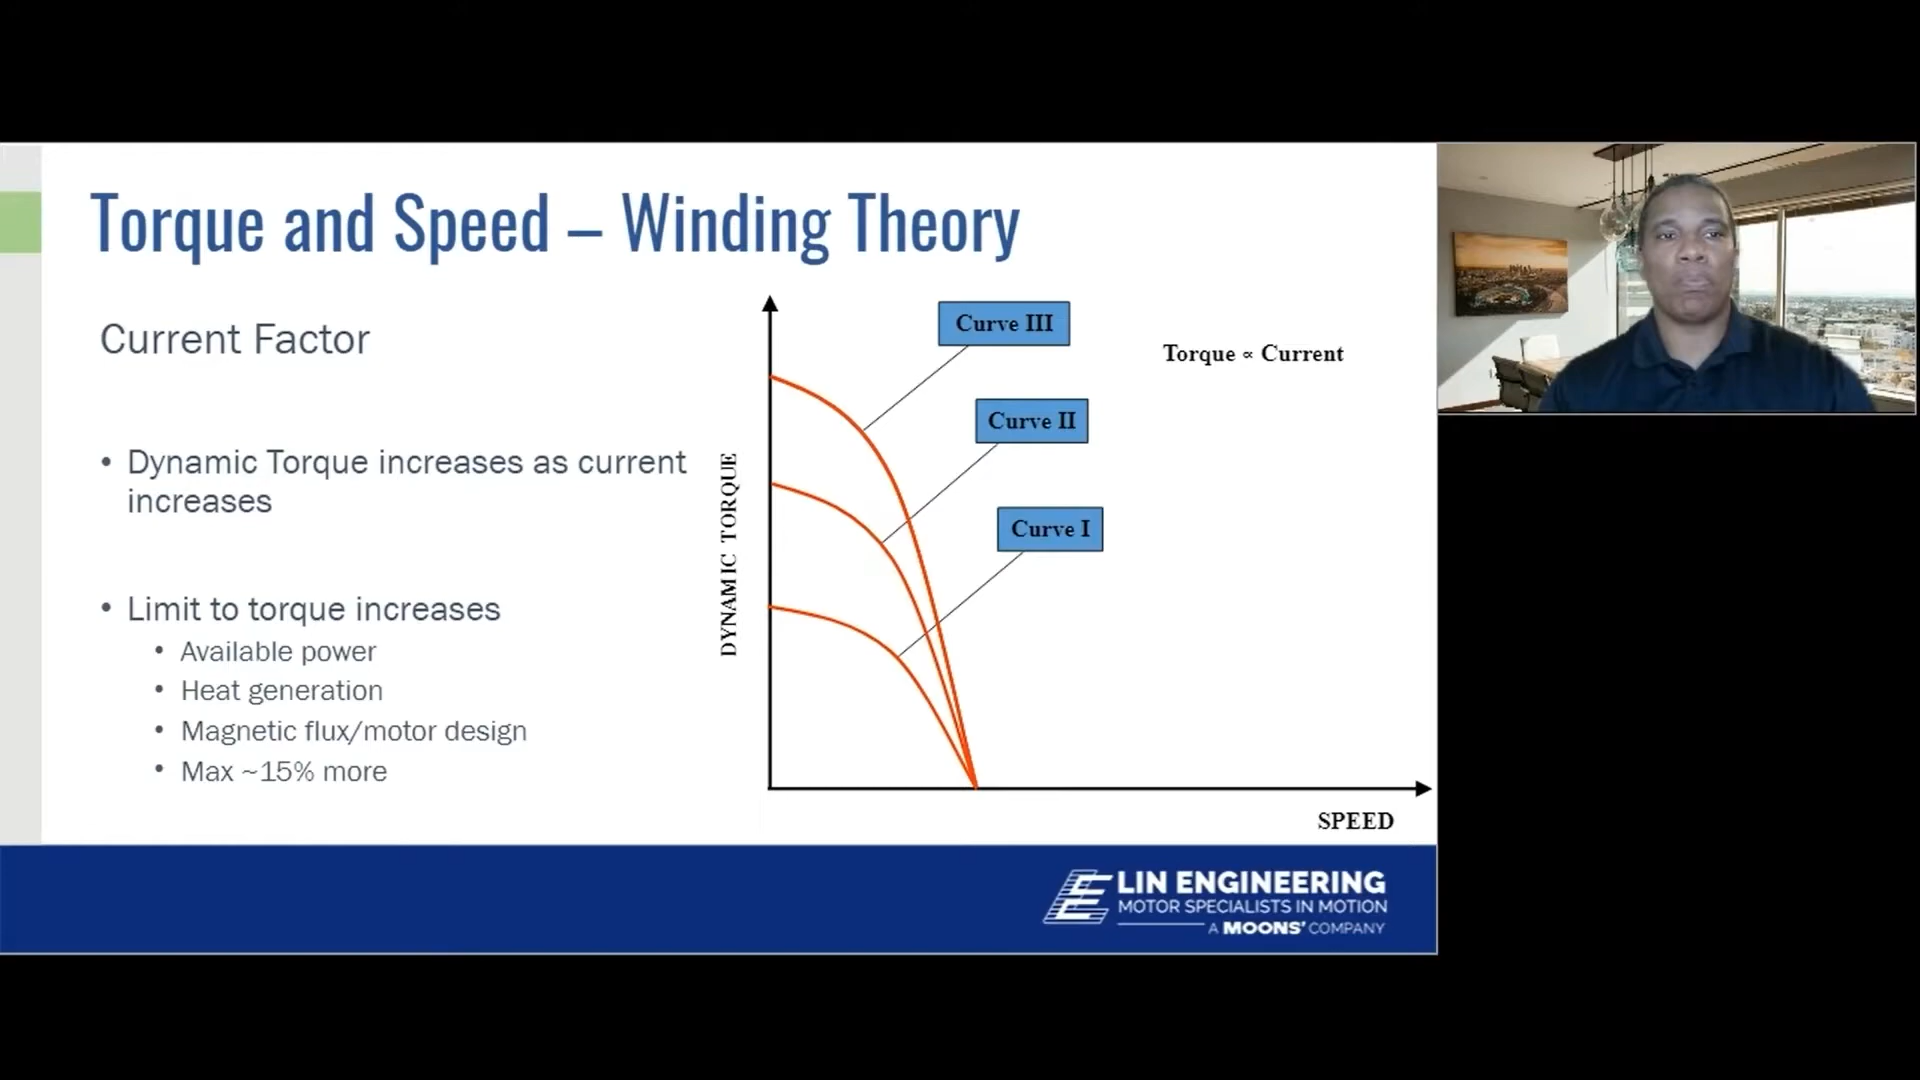 Torque and Speed – Winding Theory
Current Factor
• Dynamic Torque increases as current
increases
• Limit to torque increases
• Available power
• Heat generation
• Magnetic flux/motor design
• Max ~15% more
Curve III
Torque ∝ Current
Curve II
Curve I
DYNAMIC TORQUE
SPEED
LIN ENGINEERING
MOTOR SPECIALISTS IN MOTION
A MOONS' COMPANY